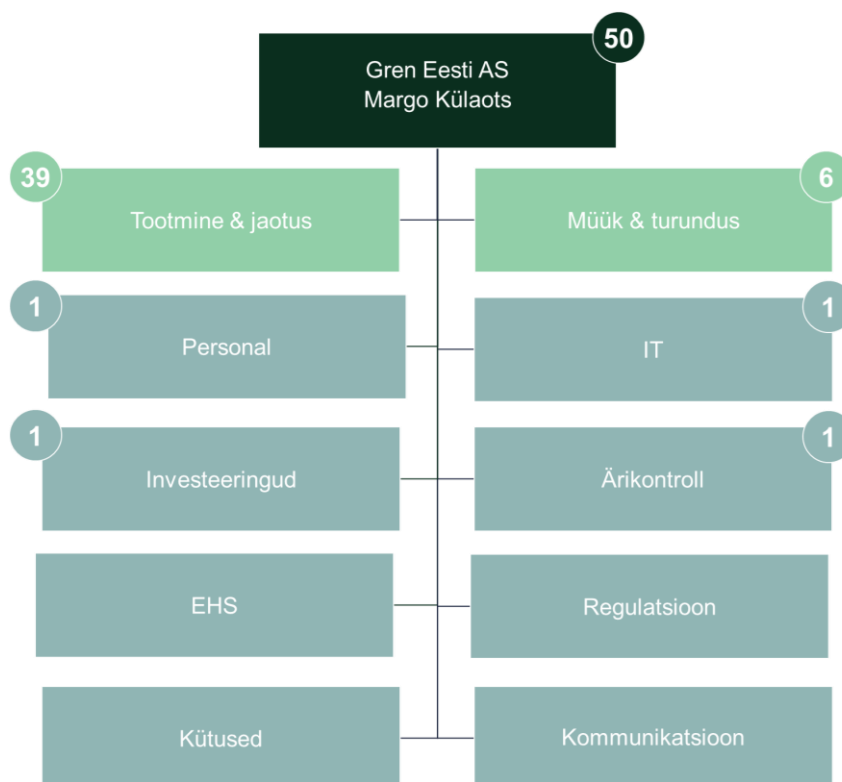 50
Gren Eesti AS
Margo Külaots
39
Tootmine & jaotus
6
Müük & turundus
1
Personal
1
IT
1
Investeeringud
1
Ärikontroll
EHS
Regulatsioon
Kütused
Kommunikatsioon